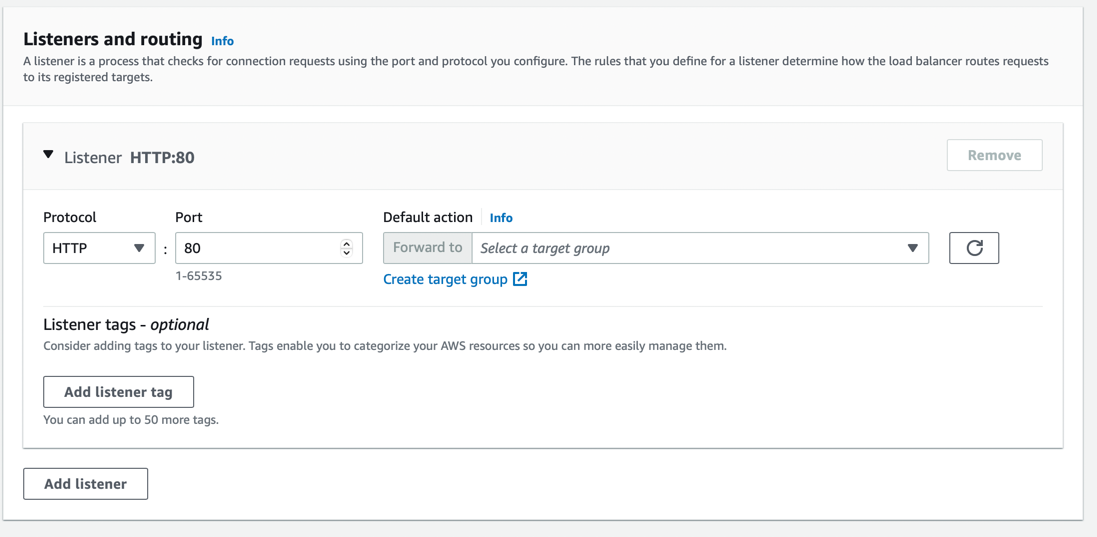 Listeners and routing Info
A listener is a process that checks for connection requests using the port and protocol you configure. The rules that you define for a listener determine how the load balancer routes requests
to its registered targets.
Listener HTTP:80
Remove
Protocol Port Default action Info
HTTP : 80 Forward to Select a target group
1-65535 Create target group
Listener tags - optional
Consider adding tags to your listener. Tags enable you to categorize your AWS resources so you can more easily manage them.
Add listener tag
You can add up to 50 more tags.
Add listener